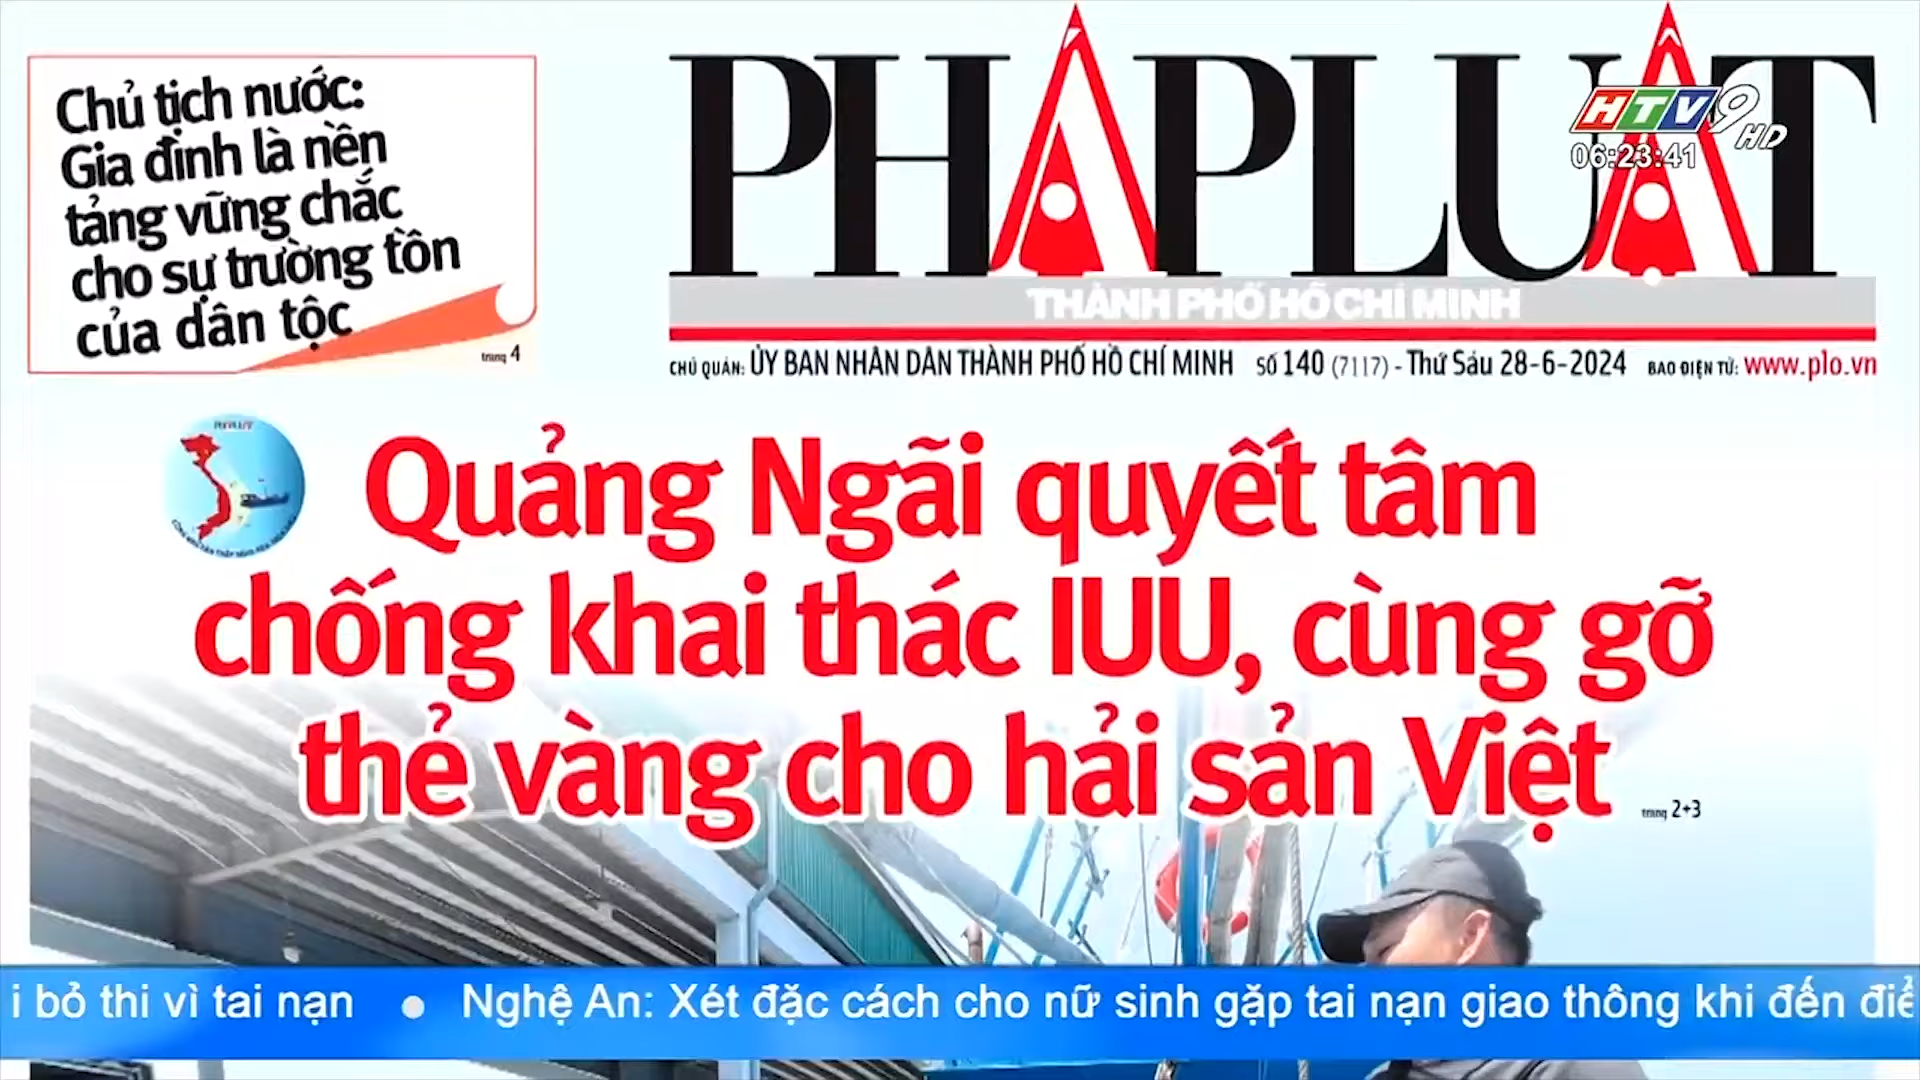 Chủ tịch nước:
Gia đình là nền
tảng vững chắc
cho sự trường tồn
của dân tộc
trang 4
PHÁP LUẬT
HTV9 HD
06:23:41
THÀNH PHỐ HỒ CHÍ MINH
CHỦ QUẢN: ỦY BAN NHÂN DÂN THÀNH PHỐ HỒ CHÍ MINH SỐ 140 (7117) - Thứ Sáu 28-6-2024 BÁO ĐIỆN TỬ: www.plo.vn
PHÁP LUẬT
Quảng Ngãi quyết tâm
chống khai thác IUU, cùng gỡ
thẻ vàng cho hải sản Việt
trang 2+3
i bỏ thi vì tai nạn ● Nghệ An: Xét đặc cách cho nữ sinh gặp tai nạn giao thông khi đến điể